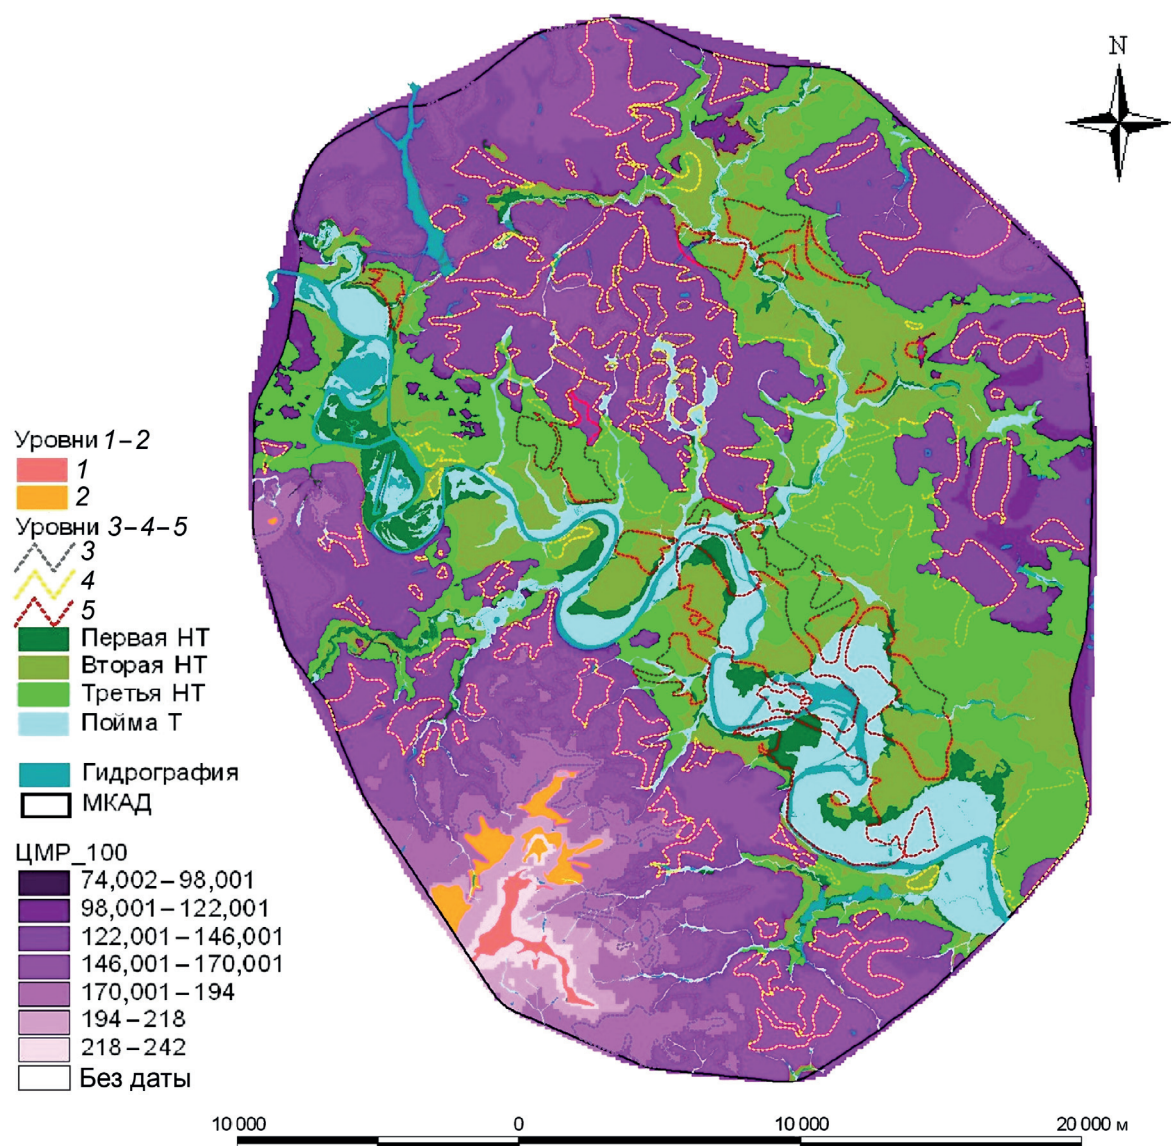 N
Уровни 1–2
1
2
Уровни 3–4–5
3
4
5
Первая НТ
Вторая НТ
Третья НТ
Пойма Т
Гидрография
МКАД
ЦМР_100
74,002–98,001
98,001–122,001
122,001–146,001
146,001–170,001
170,001–194
194–218
218–242
Без даты
10 000 0 10 000 20 000 м